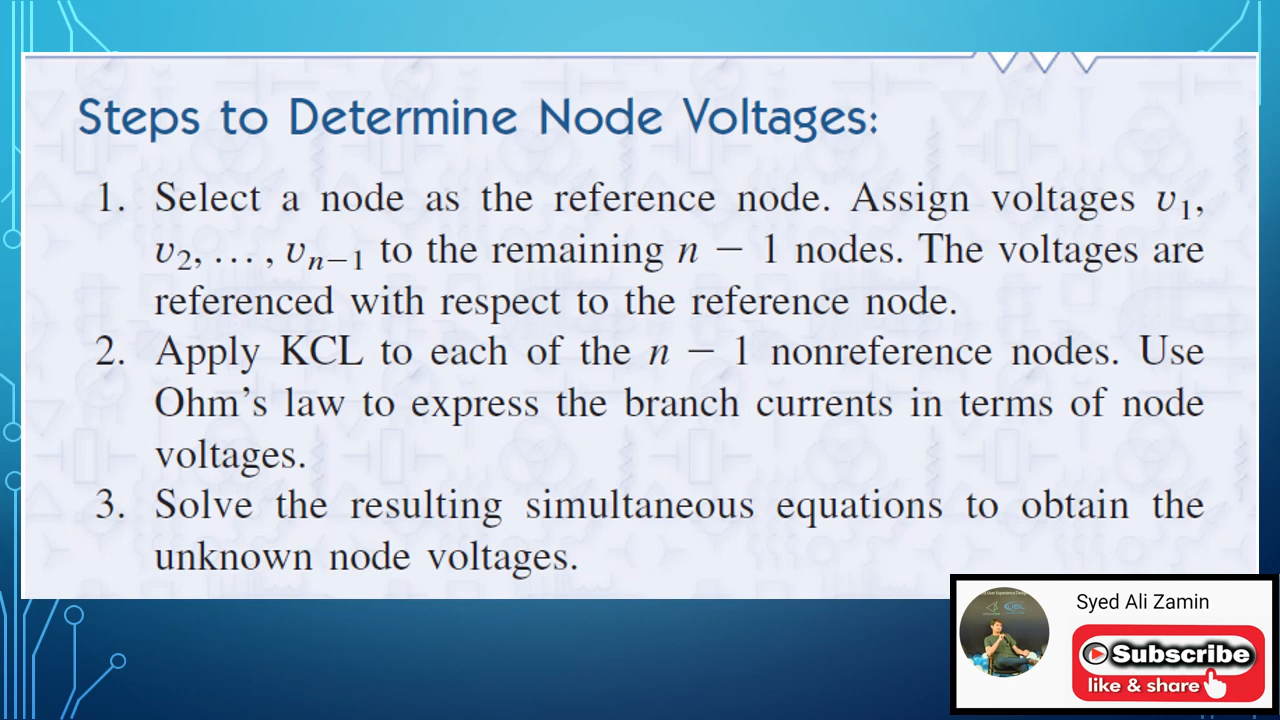 Steps to Determine Node Voltages:
1. Select a node as the reference node. Assign voltages v₁,
v₂, . . . , vₙ₋₁ to the remaining n − 1 nodes. The voltages are
referenced with respect to the reference node.
2. Apply KCL to each of the n − 1 nonreference nodes. Use
Ohm's law to express the branch currents in terms of node
voltages.
3. Solve the resulting simultaneous equations to obtain the
unknown node voltages.
Syed Ali Zamin
Subscribe
like & share